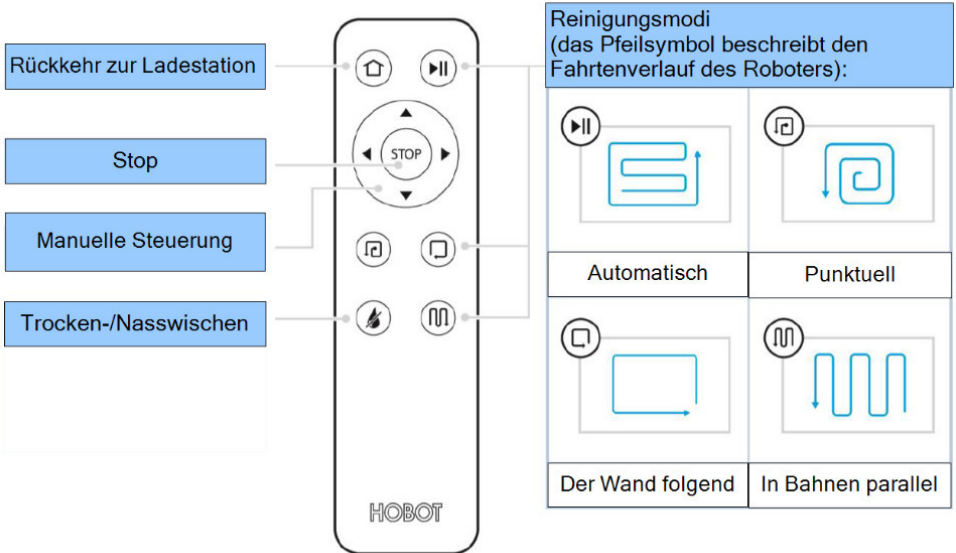 Rückkehr zur Ladestation
Stop
Manuelle Steuerung
Trocken-/Nasswischen
STOP
HOBOT
Reinigungsmodi
(das Pfeilsymbol beschreibt den
Fahrtenverlauf des Roboters):
Automatisch
Punktuell
Der Wand folgend
In Bahnen parallel